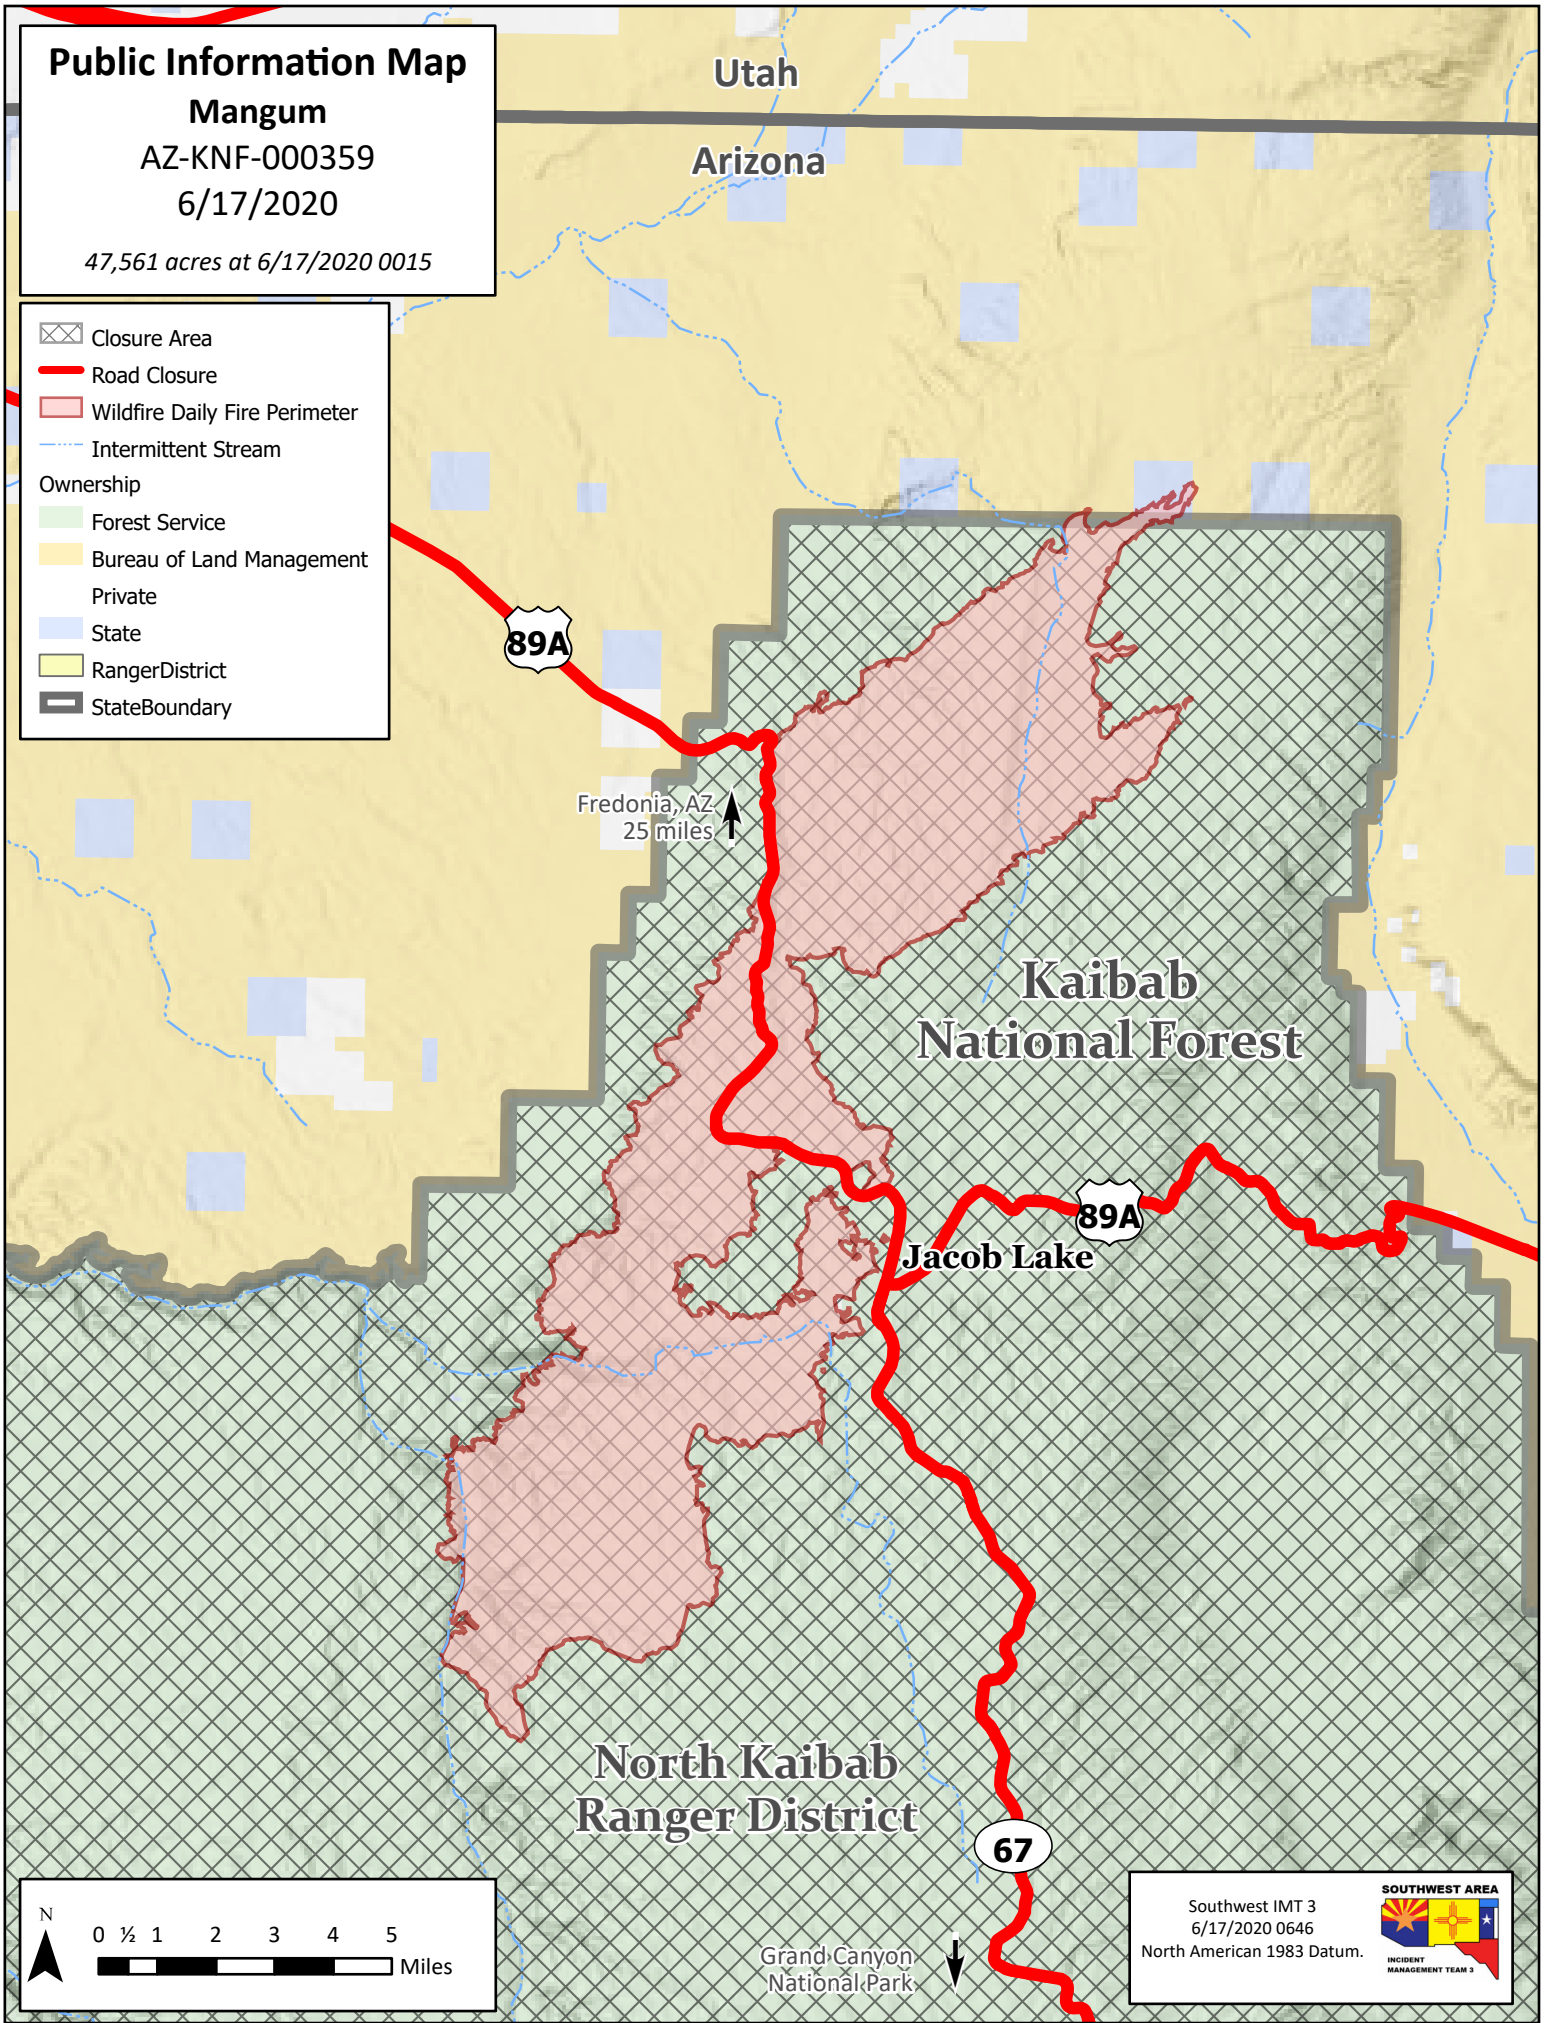 Public Information Map
Mangum
AZ-KNF-000359
6/17/2020
47,561 acres at 6/17/2020 0015
Utah
Arizona
Closure Area
Road Closure
Wildfire Daily Fire Perimeter
Intermittent Stream
Ownership
Forest Service
Bureau of Land Management
Private
State
RangerDistrict
StateBoundary
89A
Fredonia, AZ
25 miles
Kaibab
National Forest
89A
Jacob Lake
North Kaibab
Ranger District
67
Grand Canyon
National Park
N
0 ½ 1 2 3 4 5
Miles
Southwest IMT 3
6/17/2020 0646
North American 1983 Datum.
SOUTHWEST AREA
INCIDENT
MANAGEMENT TEAM 3